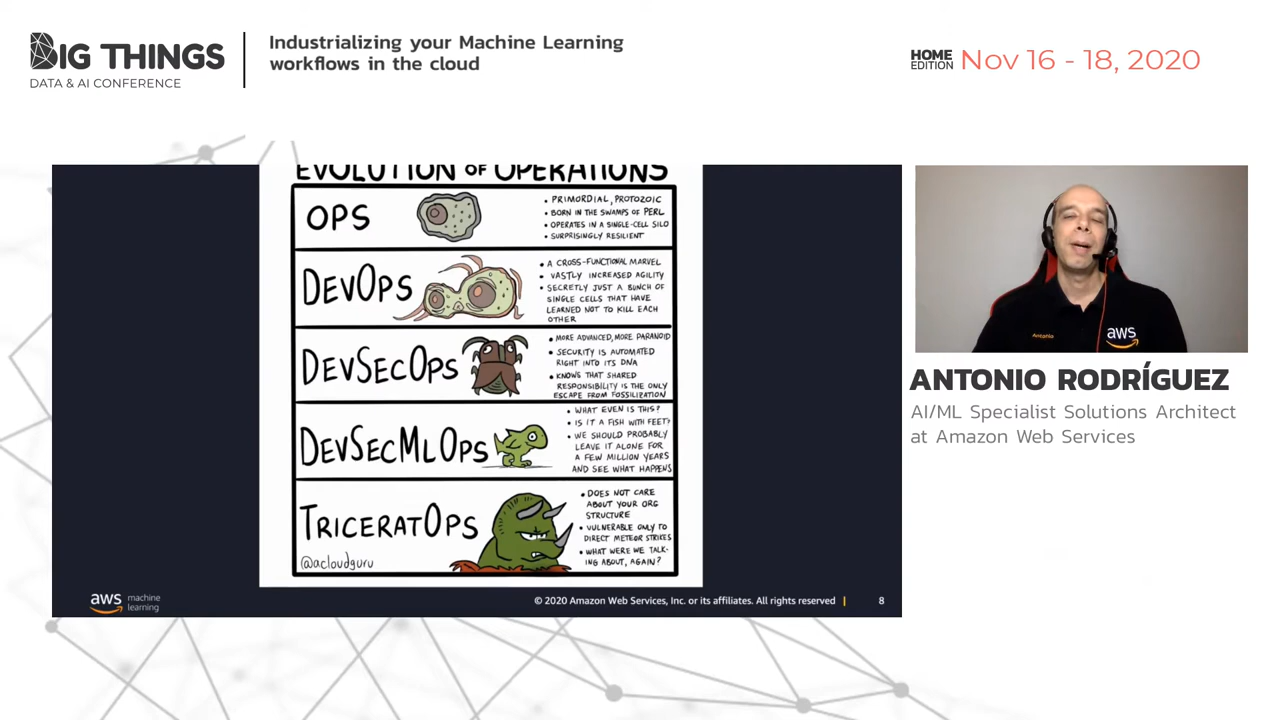 BIG THINGS
DATA & AI CONFERENCE
Industrializing your Machine Learning
workflows in the cloud
HOME
EDITION
Nov 16 - 18, 2020
EVOLUTION OF OPERATIONS
OPS
• PRIMORDIAL, PROTOZOIC
• BORN IN THE SWAMPS OF PERL
• OPERATES IN A SINGLE-CELL SILO
• SURPRISINGLY RESILIENT
DEVOPS
• A CROSS-FUNCTIONAL MARVEL
• VASTLY INCREASED AGILITY
• SECRETLY JUST A BUNCH OF
SINGLE CELLS THAT HAVE
LEARNED NOT TO KILL EACH
OTHER
DEVSECOPS
• MORE ADVANCED, MORE PARANOID
• SECURITY IS AUTOMATED
RIGHT INTO ITS DNA
• KNOWS THAT SHARED
RESPONSIBILITY IS THE ONLY
ESCAPE FROM FOSSILIZATION
DEVSECMLOPS
• WHAT EVEN IS THIS?
• IS IT A FISH WITH FEET?
• WE SHOULD PROBABLY
LEAVE IT ALONE FOR
A FEW MILLION YEARS
AND SEE WHAT HAPPENS
TRICERATOPS
• DOES NOT CARE
ABOUT YOUR ORG
STRUCTURE
• VULNERABLE ONLY TO
DIRECT METEOR STRIKES
• WHAT WERE WE TALK-
ING ABOUT, AGAIN?
@acloudguru
aws machine
learning
© 2020 Amazon Web Services, Inc. or its affiliates. All rights reserved |
8
Antonio
aws
ANTONIO RODRÍGUEZ
AI/ML Specialist Solutions Architect
at Amazon Web Services